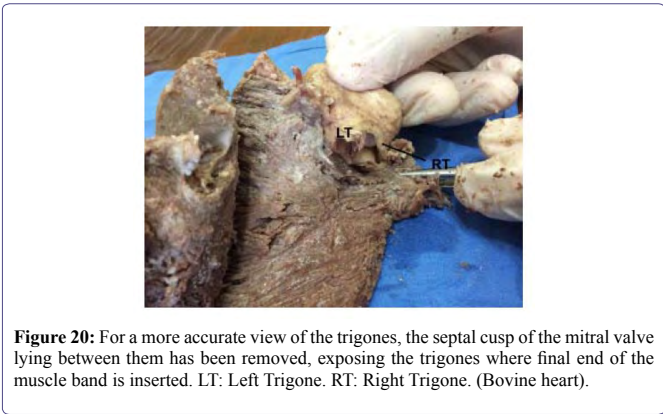 LT
RT
Figure 20: For a more accurate view of the trigones, the septal cusp of the mitral valve
lying between them has been removed, exposing the trigones where final end of the
muscle band is inserted. LT: Left Trigone. RT: Right Trigone. (Bovine heart).